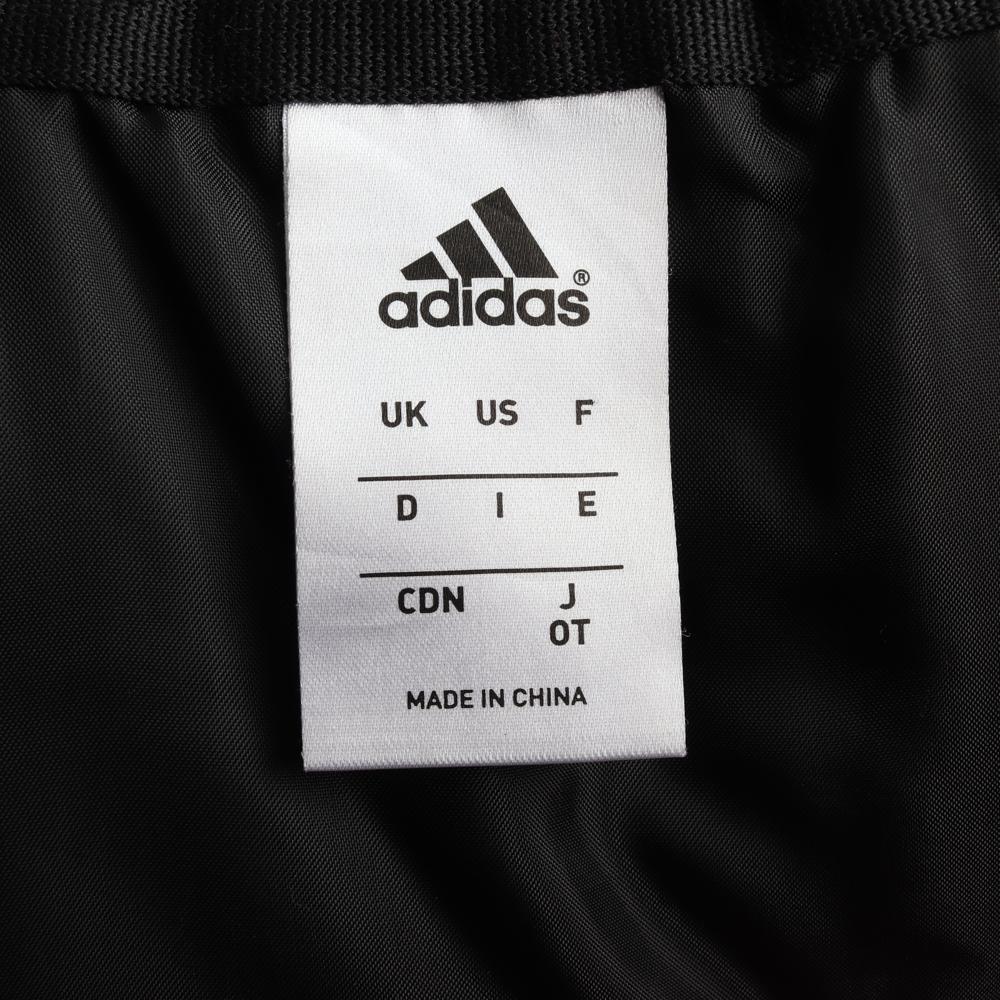 adidas®
UK US F
D I E
CDN J
OT
MADE IN CHINA